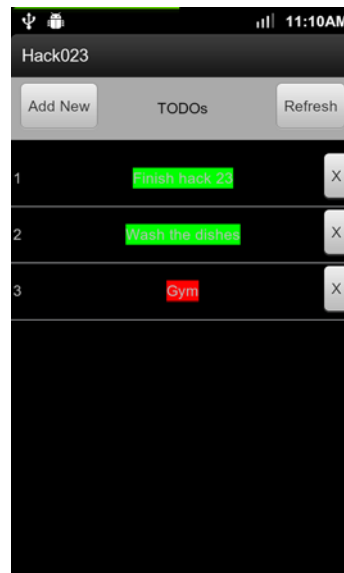 11:10AM
Hack023
Add New TODOs Refresh
1 Finish hack 23 X
2 Wash the dishes X
3 Gym X